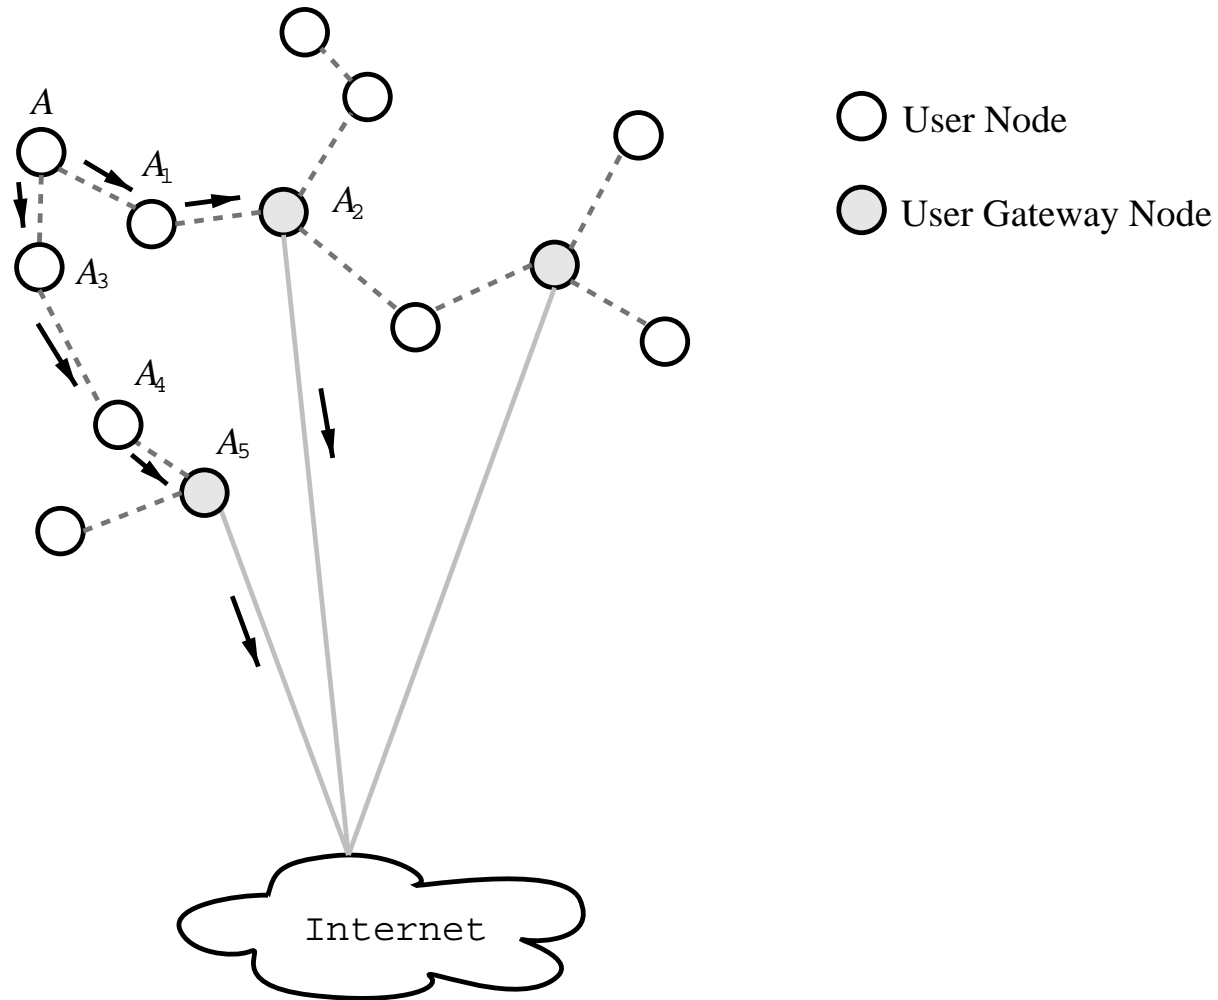 A
User Node
A₁
A₂
User Gateway Node
A₃
A₄
A₅
Internet